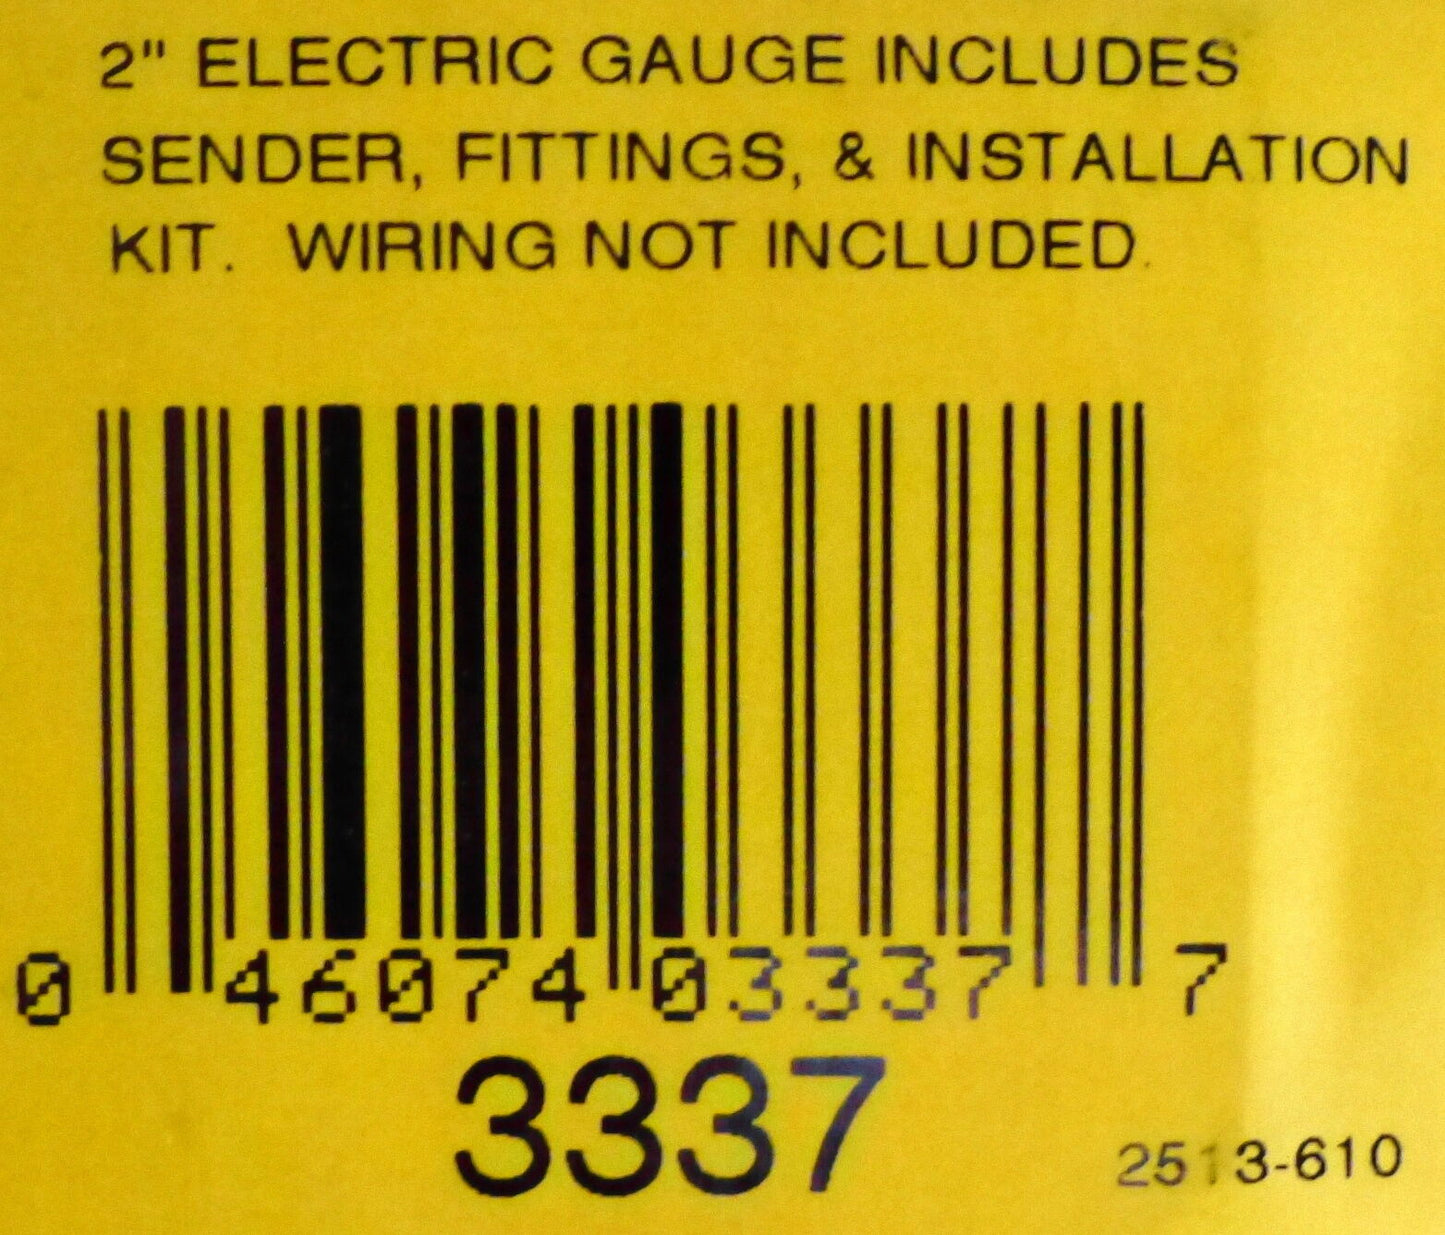 2" ELECTRIC GAUGE INCLUDES
SENDER, FITTINGS, & INSTALLATION
KIT.  WIRING NOT INCLUDED.
0 46074 03337 7
3337
2513-610